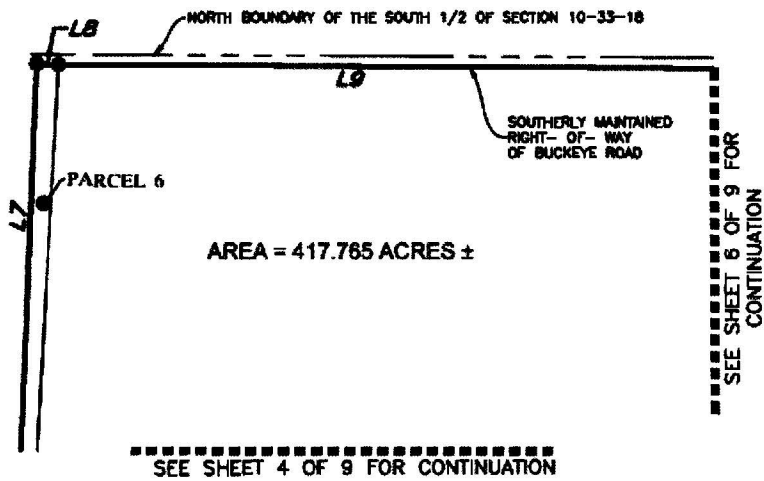 NORTH BOUNDARY OF THE SOUTH 1/2 OF SECTION 10-33-18
L8
L9
SOUTHERLY MAINTAINED
RIGHT- OF- WAY
OF BUCKEYE ROAD
PARCEL 6
L7
AREA = 417.765 ACRES ±
SEE SHEET 6 OF 9 FOR
CONTINUATION
SEE SHEET 4 OF 9 FOR CONTINUATION